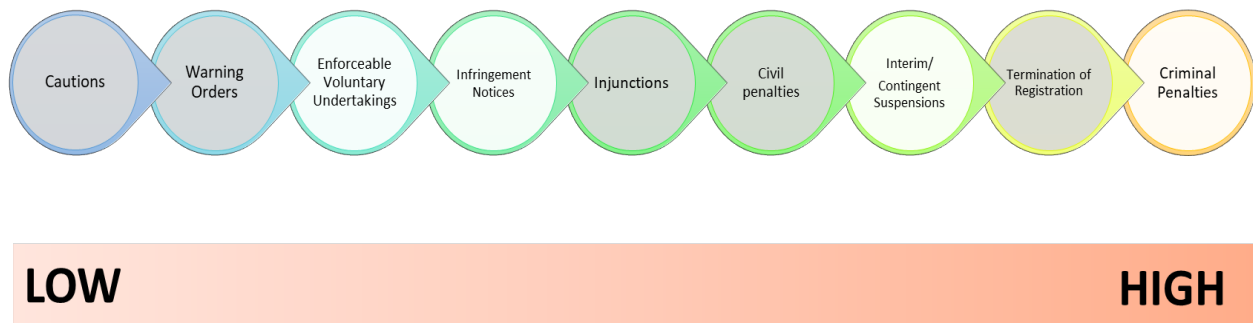 Cautions
Warning
Orders
Enforceable
Voluntary
Undertakings
Infringement
Notices
Injunctions
Civil
penalties
Interim/
Contingent
Suspensions
Termination of
Registration
Criminal
Penalties
LOW
HIGH